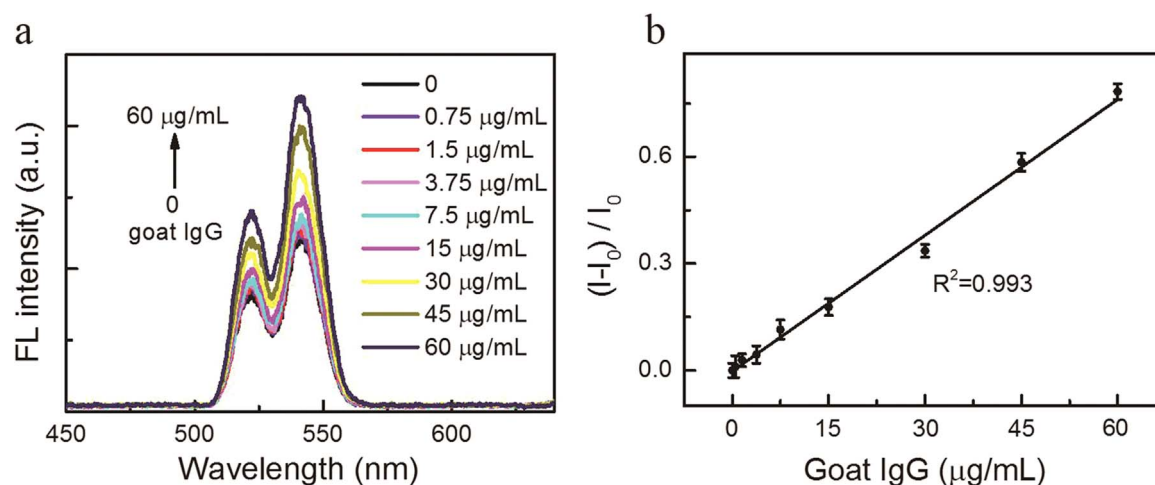 a
FL intensity (a.u.)
60 μg/mL
0
goat IgG
0
0.75 μg/mL
1.5 μg/mL
3.75 μg/mL
7.5 μg/mL
15 μg/mL
30 μg/mL
45 μg/mL
60 μg/mL
450
500
550
600
Wavelength (nm)
b
(I-I₀) / I₀
0.6
0.3
0.0
R²=0.993
0
15
30
45
60
Goat IgG (μg/mL)